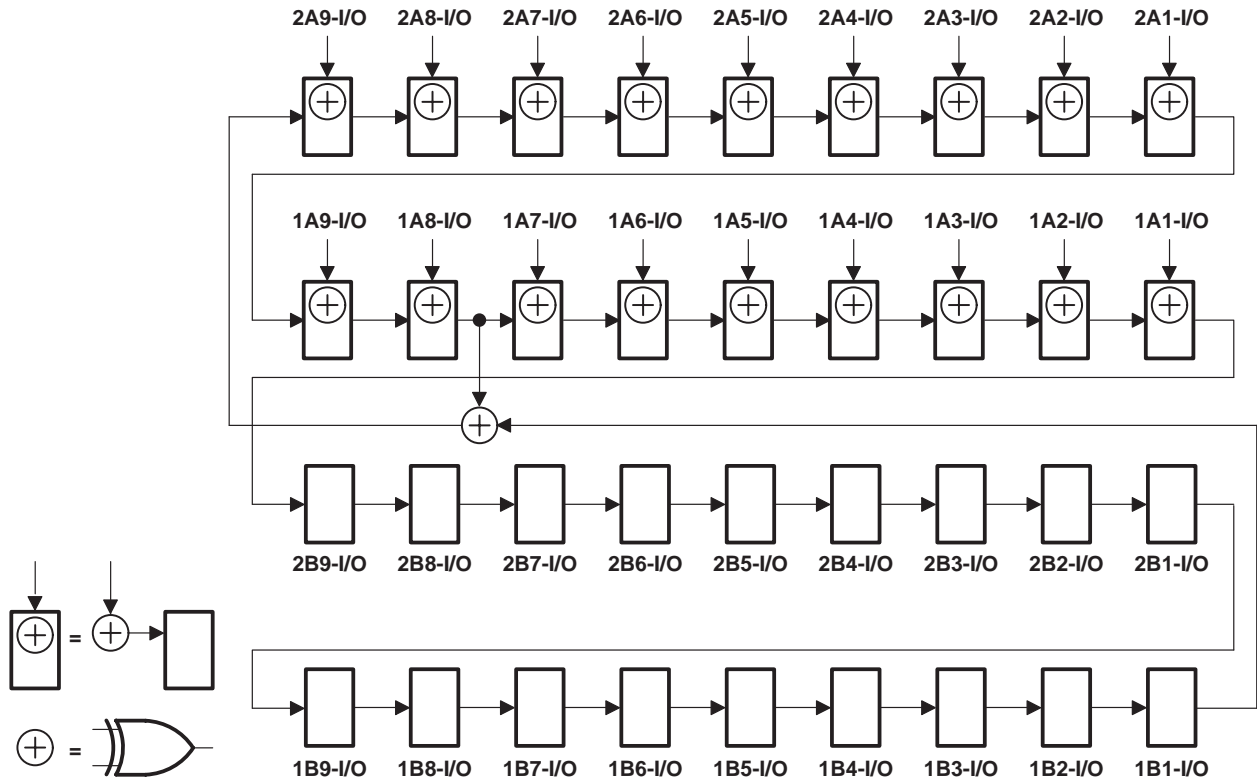 2A9-I/O 2A8-I/O 2A7-I/O 2A6-I/O 2A5-I/O 2A4-I/O 2A3-I/O 2A2-I/O 2A1-I/O
1A9-I/O 1A8-I/O 1A7-I/O 1A6-I/O 1A5-I/O 1A4-I/O 1A3-I/O 1A2-I/O 1A1-I/O
2B9-I/O 2B8-I/O 2B7-I/O 2B6-I/O 2B5-I/O 2B4-I/O 2B3-I/O 2B2-I/O 2B1-I/O
=
=
1B9-I/O 1B8-I/O 1B7-I/O 1B6-I/O 1B5-I/O 1B4-I/O 1B3-I/O 1B2-I/O 1B1-I/O